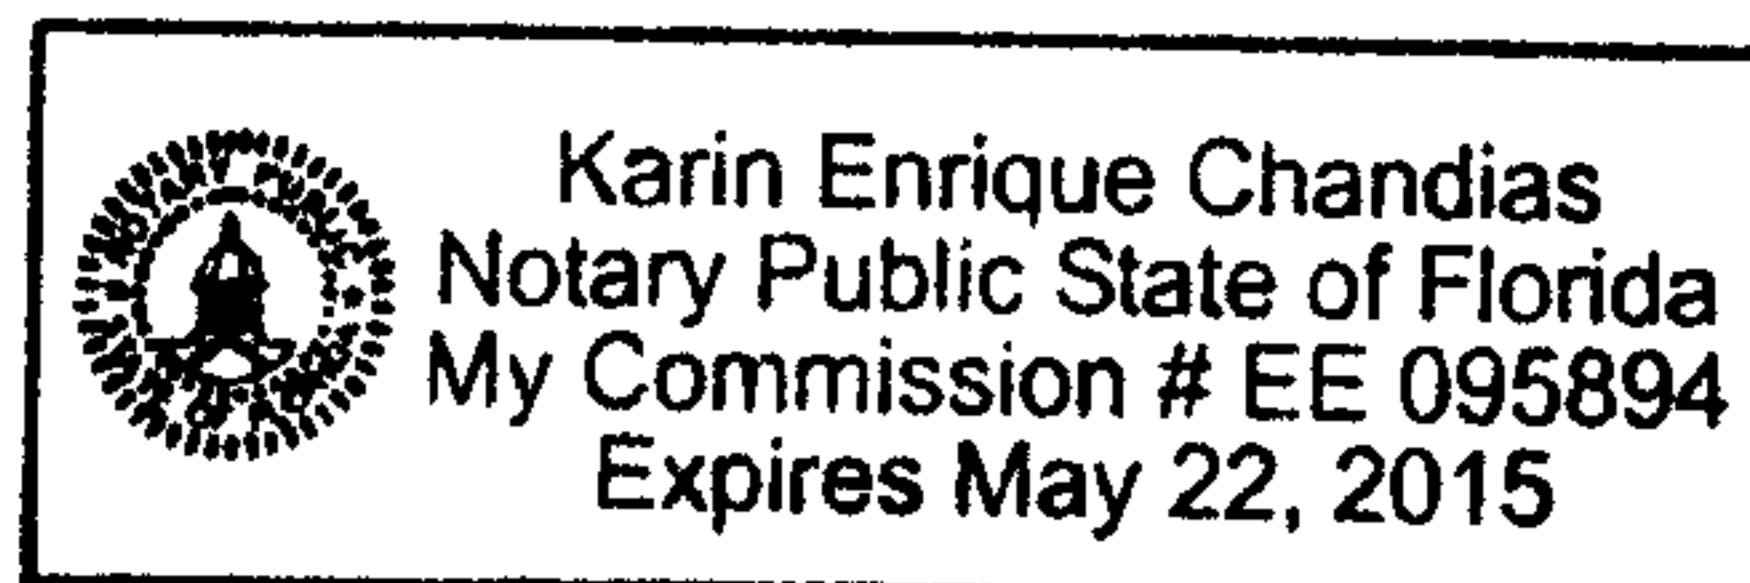 Karin Enrique Chandias
Notary Public State of Florida
My Commission # EE 095894
Expires May 22, 2015